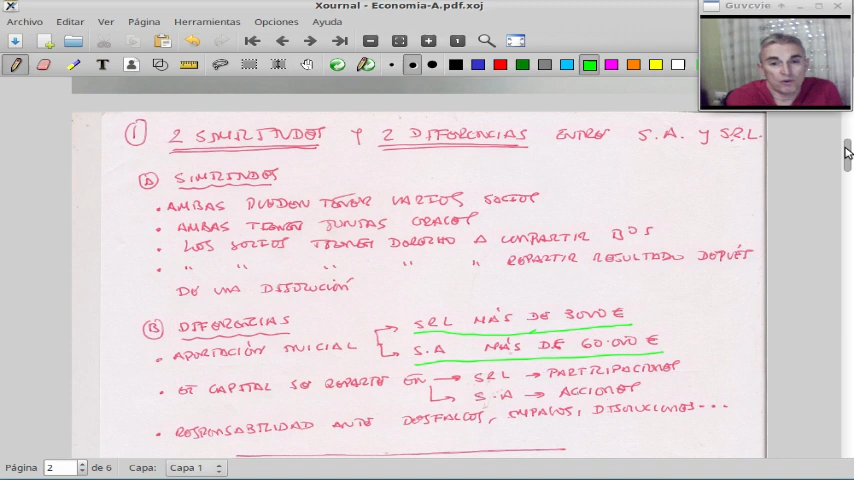 Xournal - Economia-A.pdf.xoj
Guvcvie
Archivo Editar Ver Página Herramientas Opciones Ayuda
① 2 SIMILITUDES Y 2 DIFERENCIAS ENTRE S.A. y S.R.L.
Ⓐ SIMILITUDES
• AMBAS PUEDEN TENER VARIOS SOCIOS
• AMBAS TIENEN JUNTAS GRALES
• LOS SOCIOS TIENEN DERECHO A COMPARTIR BOS
• " " " " " REPARTIR RESULTADO DEPUÉS
DE UNA DISOLUCIÓN
Ⓑ DIFERENCIAS
SRL MÁS DE 3000 €
• APORTACIÓN INICIAL
S.A MÁS DE 60.000 €
• EL CAPITAL SE REPARTE EN → SRL → PARTICIPACIONES
S.A → ACCIONES
• RESPONSABILIDAD ANTE DESFALCOS, IMPAGOS, DISOLUCIONES...
Página 2 de 6 Capa: Capa 1